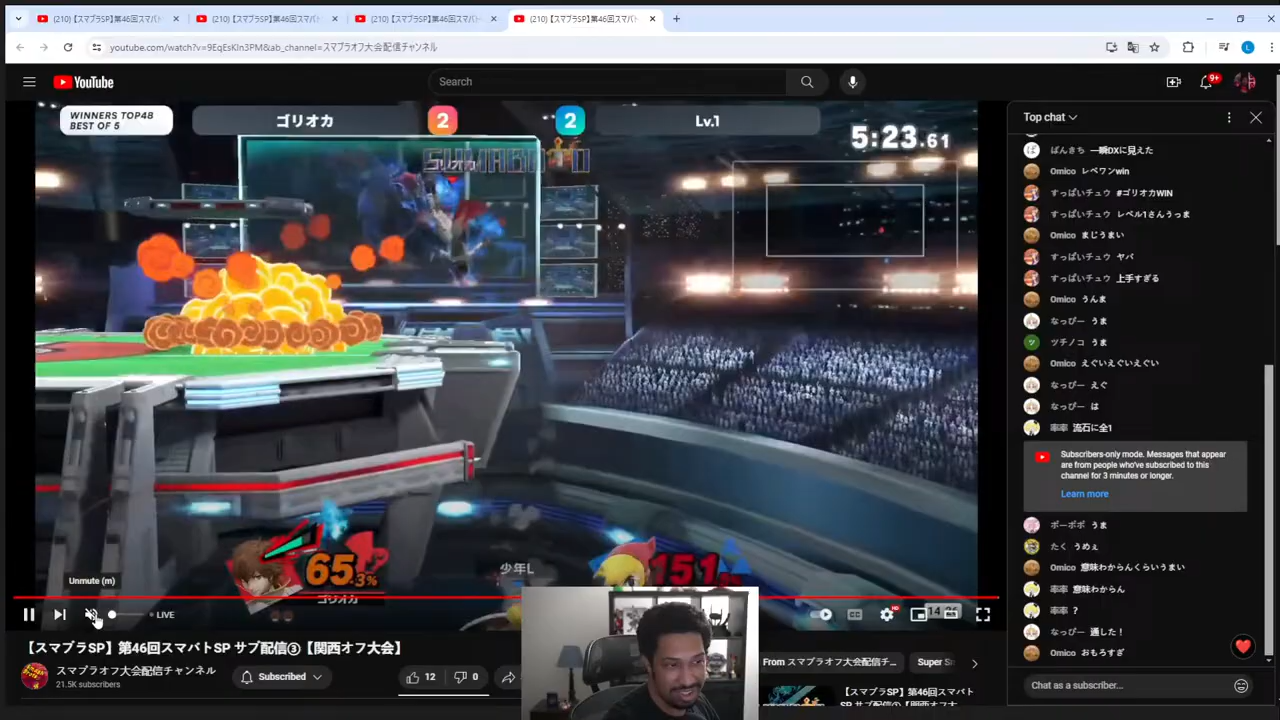 (210) 【スマブラSP】第46回スマバト
(210) 【スマブラSP】第46回スマバト
(210) 【スマブラSP】第46回スマバト
(210) 【スマブラSP】第46回スマバト
youtube.com/watch?v=9EqEsKln3PM&ab_channel=スマブラオフ大会配信チャンネル
YouTube
Search
9+
WINNERS TOP48
BEST OF 5
ゴリオカ
2
2
Lv.1
5:23.61
SUMABATO
ゴリオカ
65.3%
ゴリオカ
少年L
151
Unmute (m)
LIVE
HD
【スマブラSP】第46回スマバトSP サブ配信③【関西オフ大会】
スマブラオフ大会配信チャンネル
21.5K subscribers
Subscribed
12
0
From スマブラオフ大会配信チ...
【スマブラSP】第46回スマバト
Top chat
ばんきち 一瞬DXに見えた
Omico レベワンwin
すっぱいチュウ #ゴリオカWIN
すっぱいチュウ レベル1さんうっま
Omico まじうまい
すっぱいチュウ ヤバ
すっぱいチュウ 上手すぎる
Omico うんま
なっぴー うま
ツチノコ うま
Omico えぐいえぐいえぐい
なっぴー えぐ
なっぴー は
率率 流石に全1
Subscribers-only mode. Messages that appear
are from people who've subscribed to this
channel for 3 minutes or longer.
Learn more
ボーボボ うま
たく うめぇ
Omico 意味わからんくらいうまい
率率 意味わからん
率率 ?
なっぴー 通した！
Omico おもろすぎ
Chat as a subscriber...